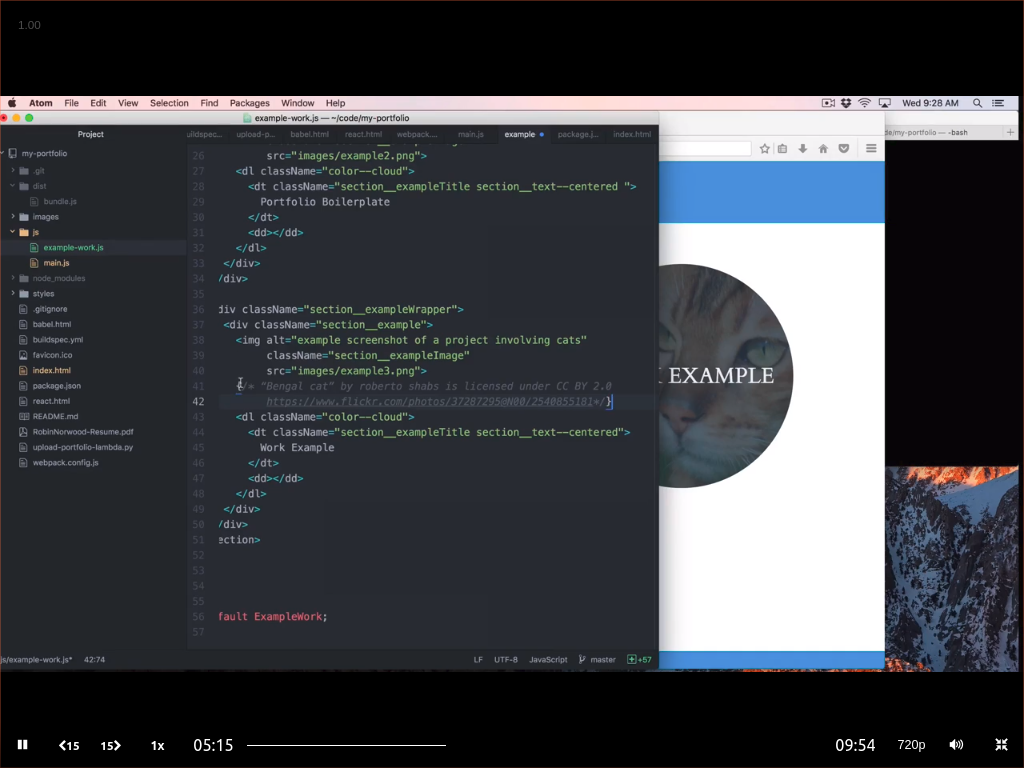 1.00
Atom File Edit View Selection Find Packages Window Help
Wed 9:28 AM
example-work.js — ~/code/my-portfolio
de/my-portfolio — -bash
Project
uildspec... upload-p... babel.html react.html webpack.... main.js example package.j... index.html
my-portfolio
.git
dist
bundle.js
images
js
example-work.js
main.js
node_modules
styles
.gitignore
babel.html
buildspec.yml
favicon.ico
index.html
package.json
react.html
README.md
RobinNorwood-Resume.pdf
upload-portfolio-lambda.py
webpack.config.js
26 src="images/example2.png">
27 <dl className="color--cloud">
28 <dt className="section__exampleTitle section__text--centered ">
29 Portfolio Boilerplate
30 </dt>
31 <dd></dd>
32 </dl>
33 </div>
34 /div>
35
36 div className="section__exampleWrapper">
37 <div className="section__example">
38 <img alt="example screenshot of a project involving cats"
39 className="section__exampleImage"
40 src="images/example3.png">
41 {/* "Bengal cat" by roberto shabs is licensed under CC BY 2.0
42 https://www.flickr.com/photos/37287295@N00/2540855181*/}
43 <dl className="color--cloud">
44 <dt className="section__exampleTitle section__text--centered">
45 Work Example
46 </dt>
47 <dd></dd>
48 </dl>
49 </div>
50 /div>
51 ection>
52
53
54
55
56 fault ExampleWork;
57
EXAMPLE
js/example-work.js* 42:74 LF UTF-8 JavaScript master +57
15 15 1x 05:15 09:54 720p